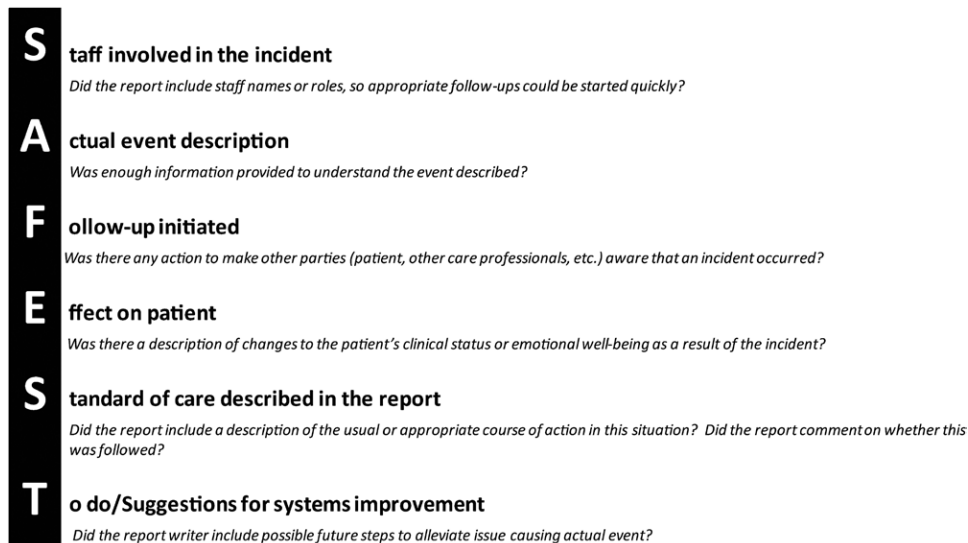 Staff involved in the incident
Did the report include staff names or roles, so appropriate follow-ups could be started quickly?
Actual event description
Was enough information provided to understand the event described?
Follow-up initiated
Was there any action to make other parties (patient, other care professionals, etc.) aware that an incident occurred?
Effect on patient
Was there a description of changes to the patient's clinical status or emotional well-being as a result of the incident?
Standard of care described in the report
Did the report include a description of the usual or appropriate course of action in this situation? Did the report comment on whether this
was followed?
To do/Suggestions for systems improvement
Did the report writer include possible future steps to alleviate issue causing actual event?